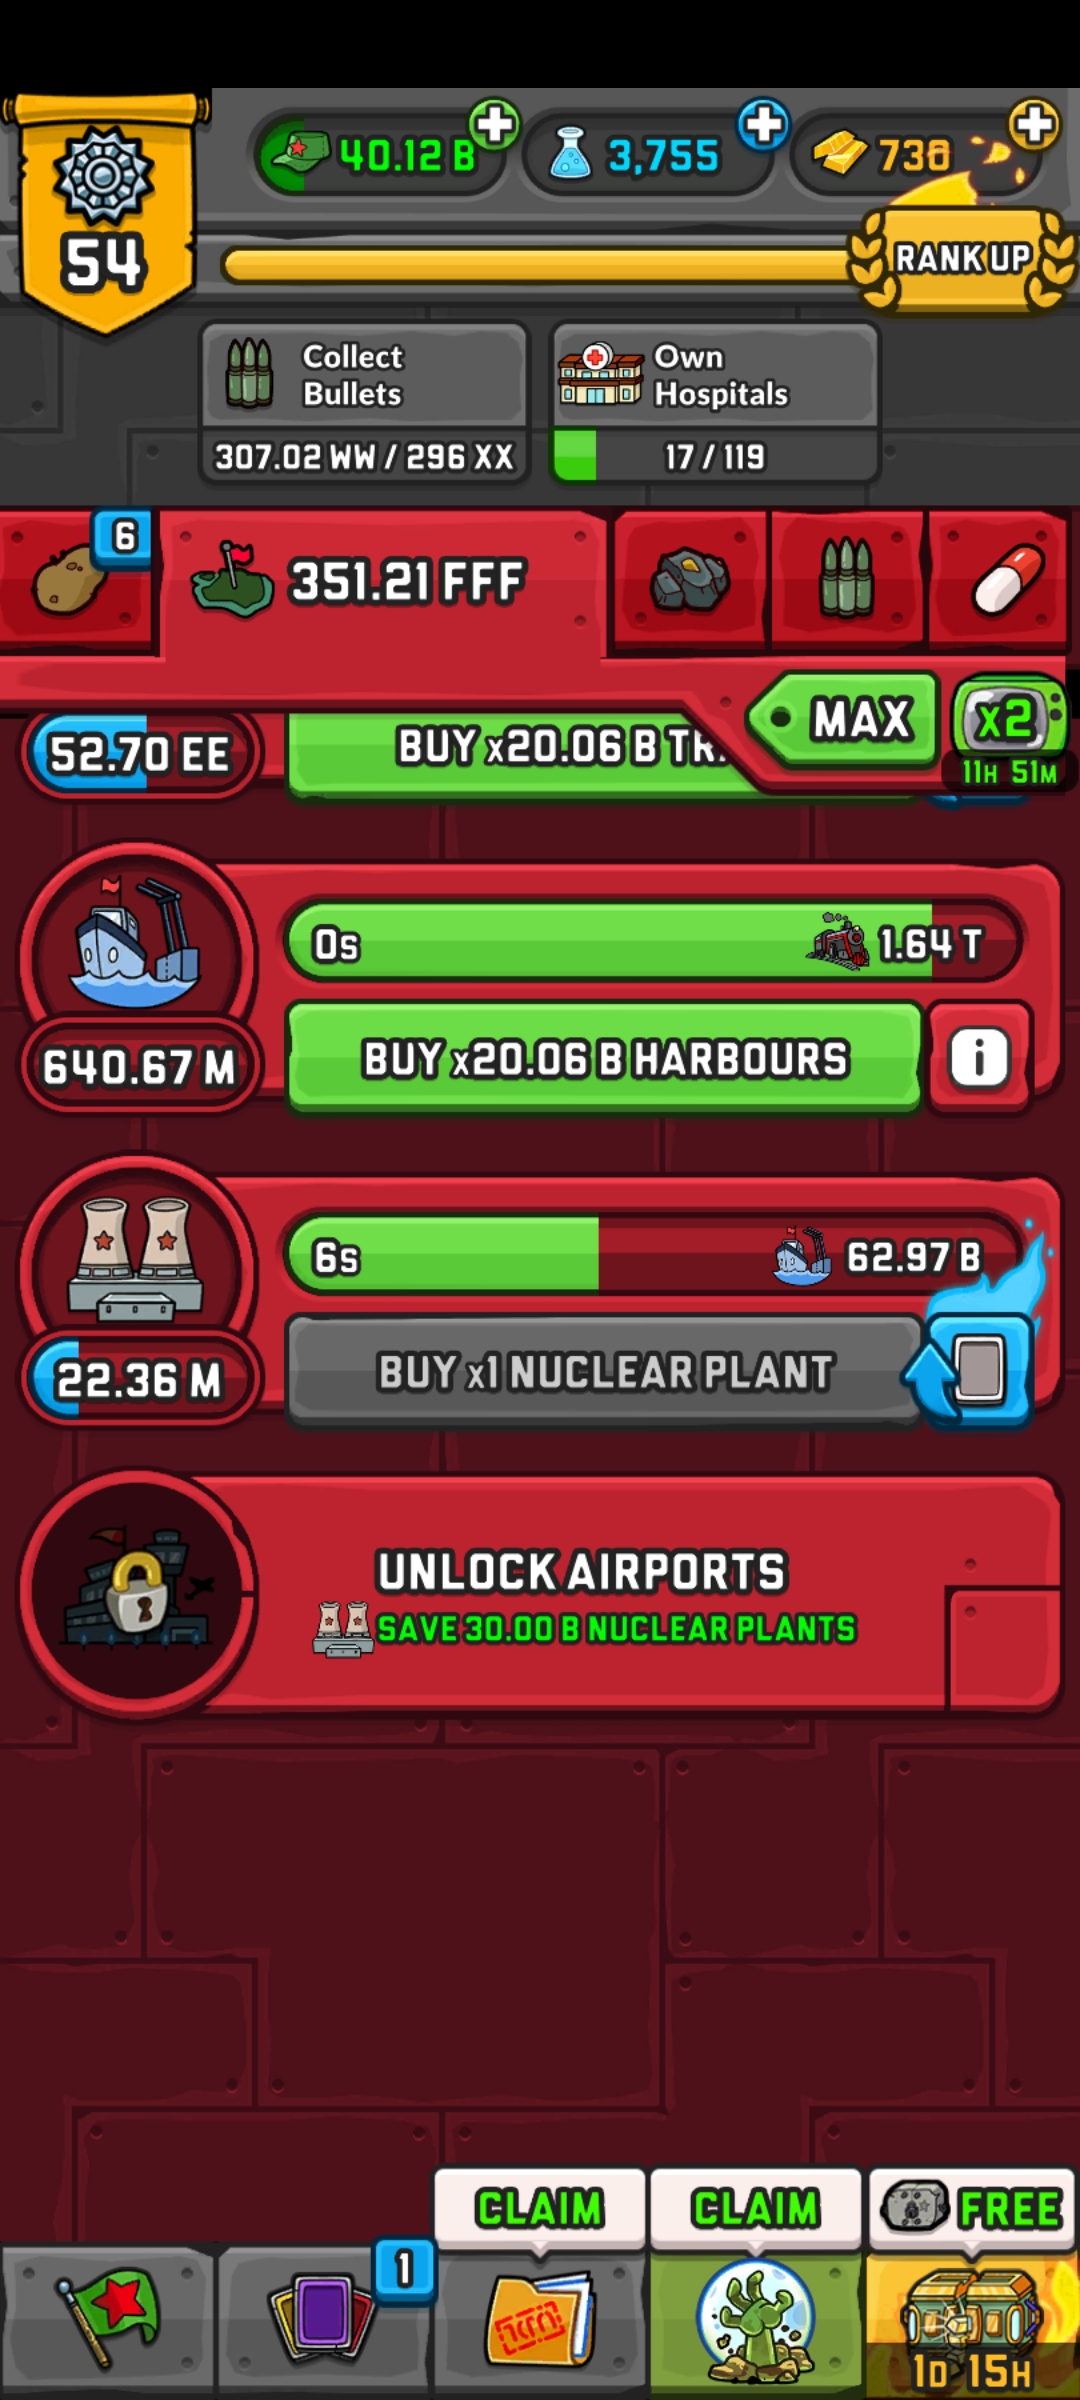 40.12 B
3,755
738
54
RANK UP
Collect
Bullets
307.02 WW / 296 XX
Own
Hospitals
17 / 119
6
351.21 FFF
MAX
x2
11H 51M
52.70 EE
BUY x20.06 B
0s
1.64 T
640.67 M
BUY x20.06 B HARBOURS
i
6s
62.97 B
22.36 M
BUY x1 NUCLEAR PLANT
UNLOCK AIRPORTS
SAVE 30.00 B NUCLEAR PLANTS
CLAIM
CLAIM
FREE
1
1D 15H